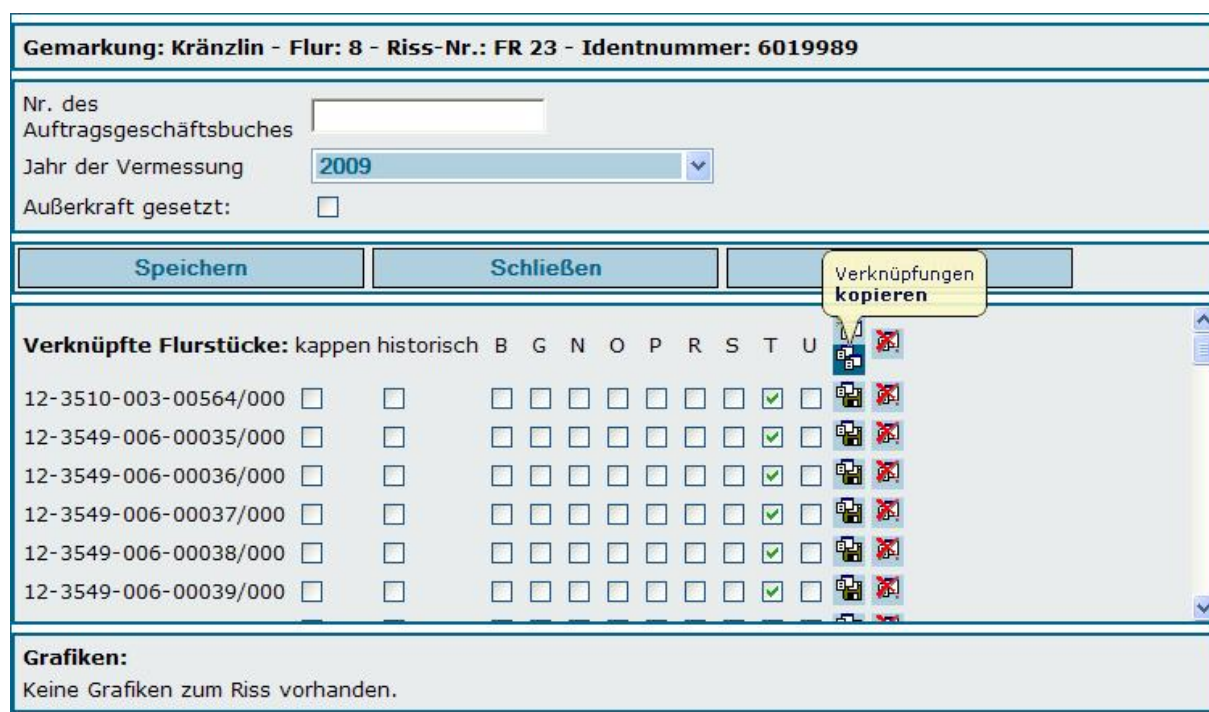 Gemarkung: Kränzlin - Flur: 8 - Riss-Nr.: FR 23 - Identnummer: 6019989
Nr. des
Auftragsgeschäftsbuches
Jahr der Vermessung 2009
Außerkraft gesetzt:
Speichern Schließen
Verknüpfungen
kopieren
Verknüpfte Flurstücke: kappen historisch B G N O P R S T U
12-3510-003-00564/000
12-3549-006-00035/000
12-3549-006-00036/000
12-3549-006-00037/000
12-3549-006-00038/000
12-3549-006-00039/000
Grafiken:
Keine Grafiken zum Riss vorhanden.